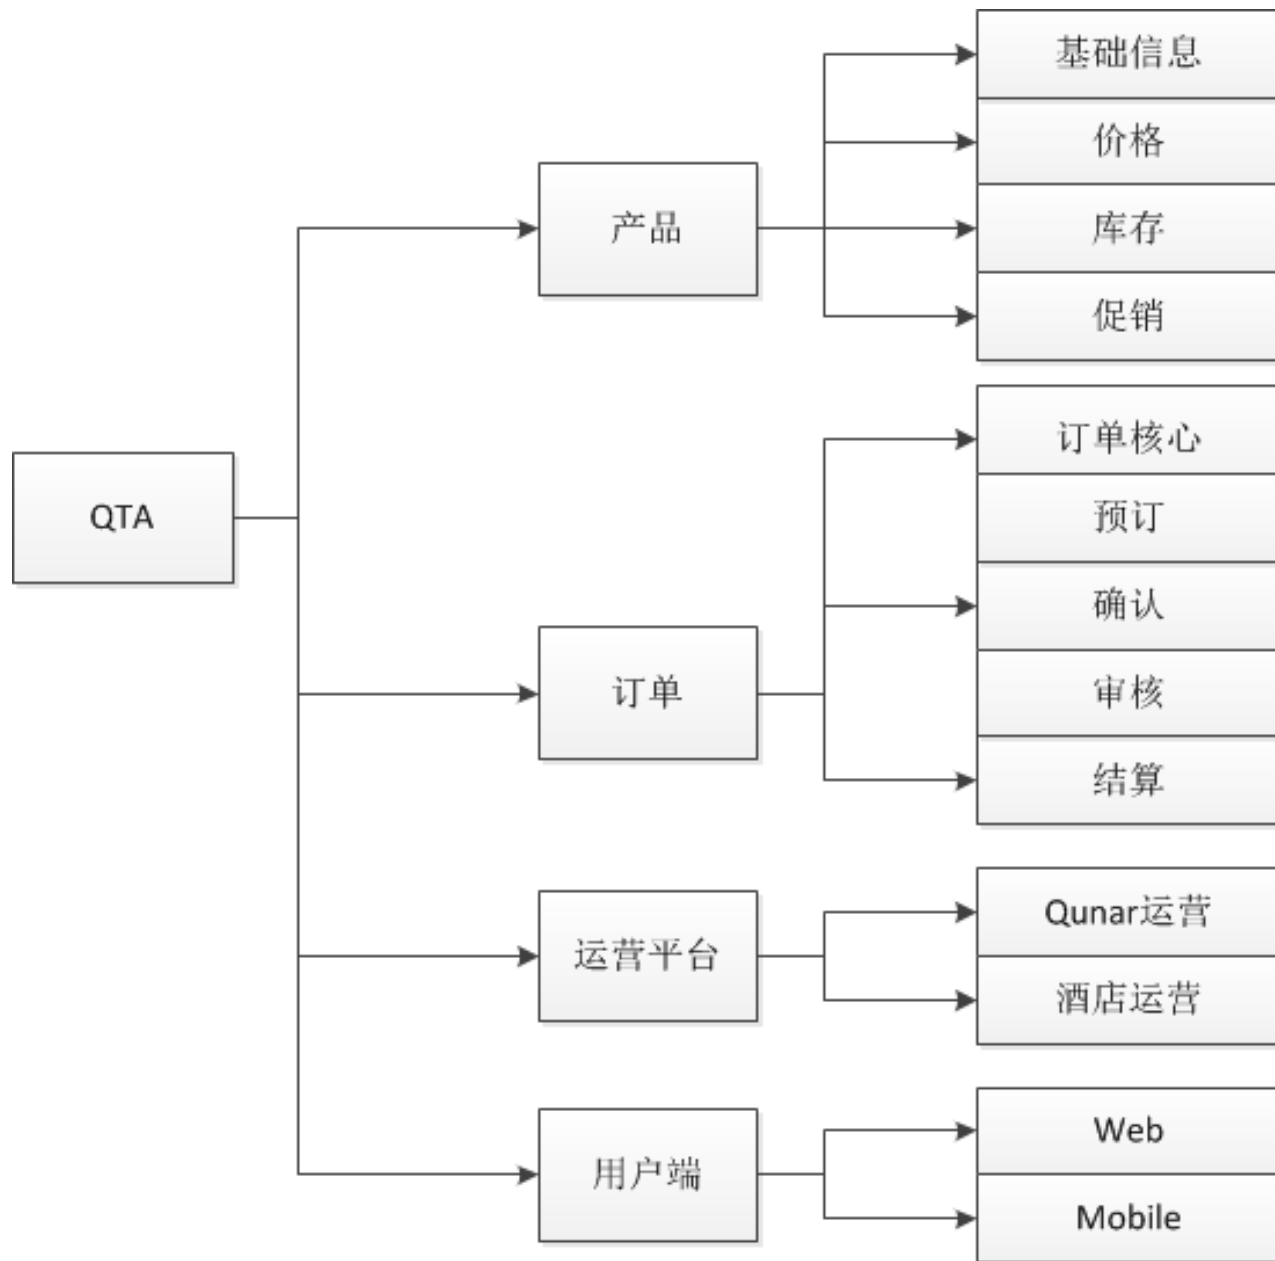 QTA
产品
基础信息
价格
库存
促销
订单
订单核心
预订
确认
审核
结算
运营平台
Qunar运营
酒店运营
用户端
Web
Mobile